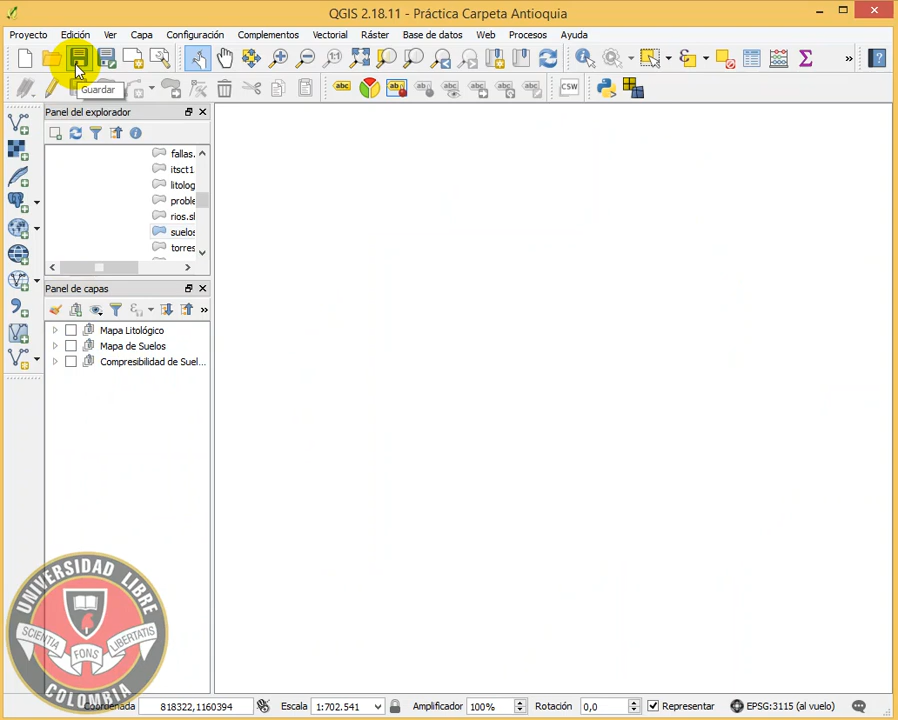 QGIS 2.18.11 - Práctica Carpeta Antioquia
Proyecto Edición Ver Capa Configuración Complementos Vectorial Ráster Base de datos Web Procesos Ayuda
Guardar
abc
abc
CSW
Panel del explorador
fallas.
itsct1
litolog
proble
rios.sl
suelos
torres
Panel de capas
Mapa Litológico
Mapa de Suelos
Compresibilidad de Suel...
UNIVERSIDAD LIBRE
SCIENTIA FONS LIBERTATIS
COLOMBIA
818322,1160394 Escala 1:702.541 Amplificador 100% Rotación 0,0 Representar EPSG:3115 (al vuelo)